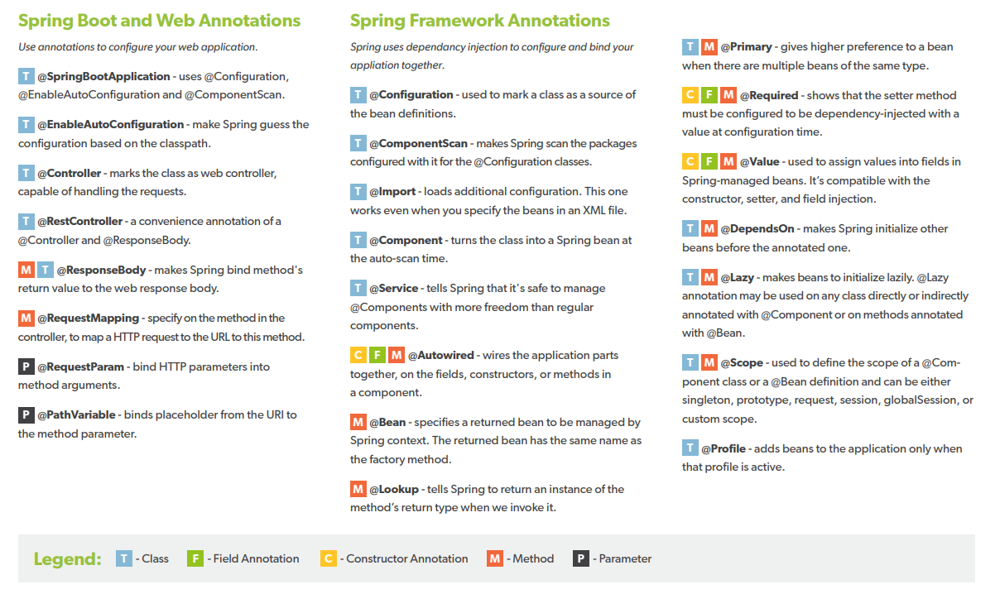 Spring Boot and Web Annotations
Use annotations to configure your web application.
T @SpringBootApplication - uses @Configuration,
@EnableAutoConfiguration and @ComponentScan.
T @EnableAutoConfiguration - make Spring guess the
configuration based on the classpath.
T @Controller - marks the class as web controller,
capable of handling the requests.
T @RestController - a convenience annotation of a
@Controller and @ResponseBody.
M T @ResponseBody - makes Spring bind method's
return value to the web response body.
M @RequestMapping - specify on the method in the
controller, to map a HTTP request to the URL to this method.
P @RequestParam - bind HTTP parameters into
method arguments.
P @PathVariable - binds placeholder from the URI to
the method parameter.
Spring Framework Annotations
Spring uses dependancy injection to configure and bind your
appliation together.
T @Configuration - used to mark a class as a source of
the bean definitions.
T @ComponentScan - makes Spring scan the packages
configured with it for the @Configuration classes.
T @Import - loads additional configuration. This one
works even when you specify the beans in an XML file.
T @Component - turns the class into a Spring bean at
the auto-scan time.
T @Service - tells Spring that it's safe to manage
@Components with more freedom than regular
components.
C F M @Autowired - wires the application parts
together, on the fields, constructors, or methods in
a component.
M @Bean - specifies a returned bean to be managed by
Spring context. The returned bean has the same name as
the factory method.
M @Lookup - tells Spring to return an instance of the
method's return type when we invoke it.
T M @Primary - gives higher preference to a bean
when there are multiple beans of the same type.
C F M @Required - shows that the setter method
must be configured to be dependency-injected with a
value at configuration time.
C F M @Value - used to assign values into fields in
Spring-managed beans. It's compatible with the
constructor, setter, and field injection.
T M @DependsOn - makes Spring initialize other
beans before the annotated one.
T M @Lazy - makes beans to initialize lazily. @Lazy
annotation may be used on any class directly or indirectly
annotated with @Component or on methods annotated
with @Bean.
T M @Scope - used to define the scope of a @Com-
ponent class or a @Bean definition and can be either
singleton, prototype, request, session, globalSession, or
custom scope.
T @Profile - adds beans to the application only when
that profile is active.
Legend: T - Class F - Field Annotation C - Constructor Annotation M - Method P - Parameter